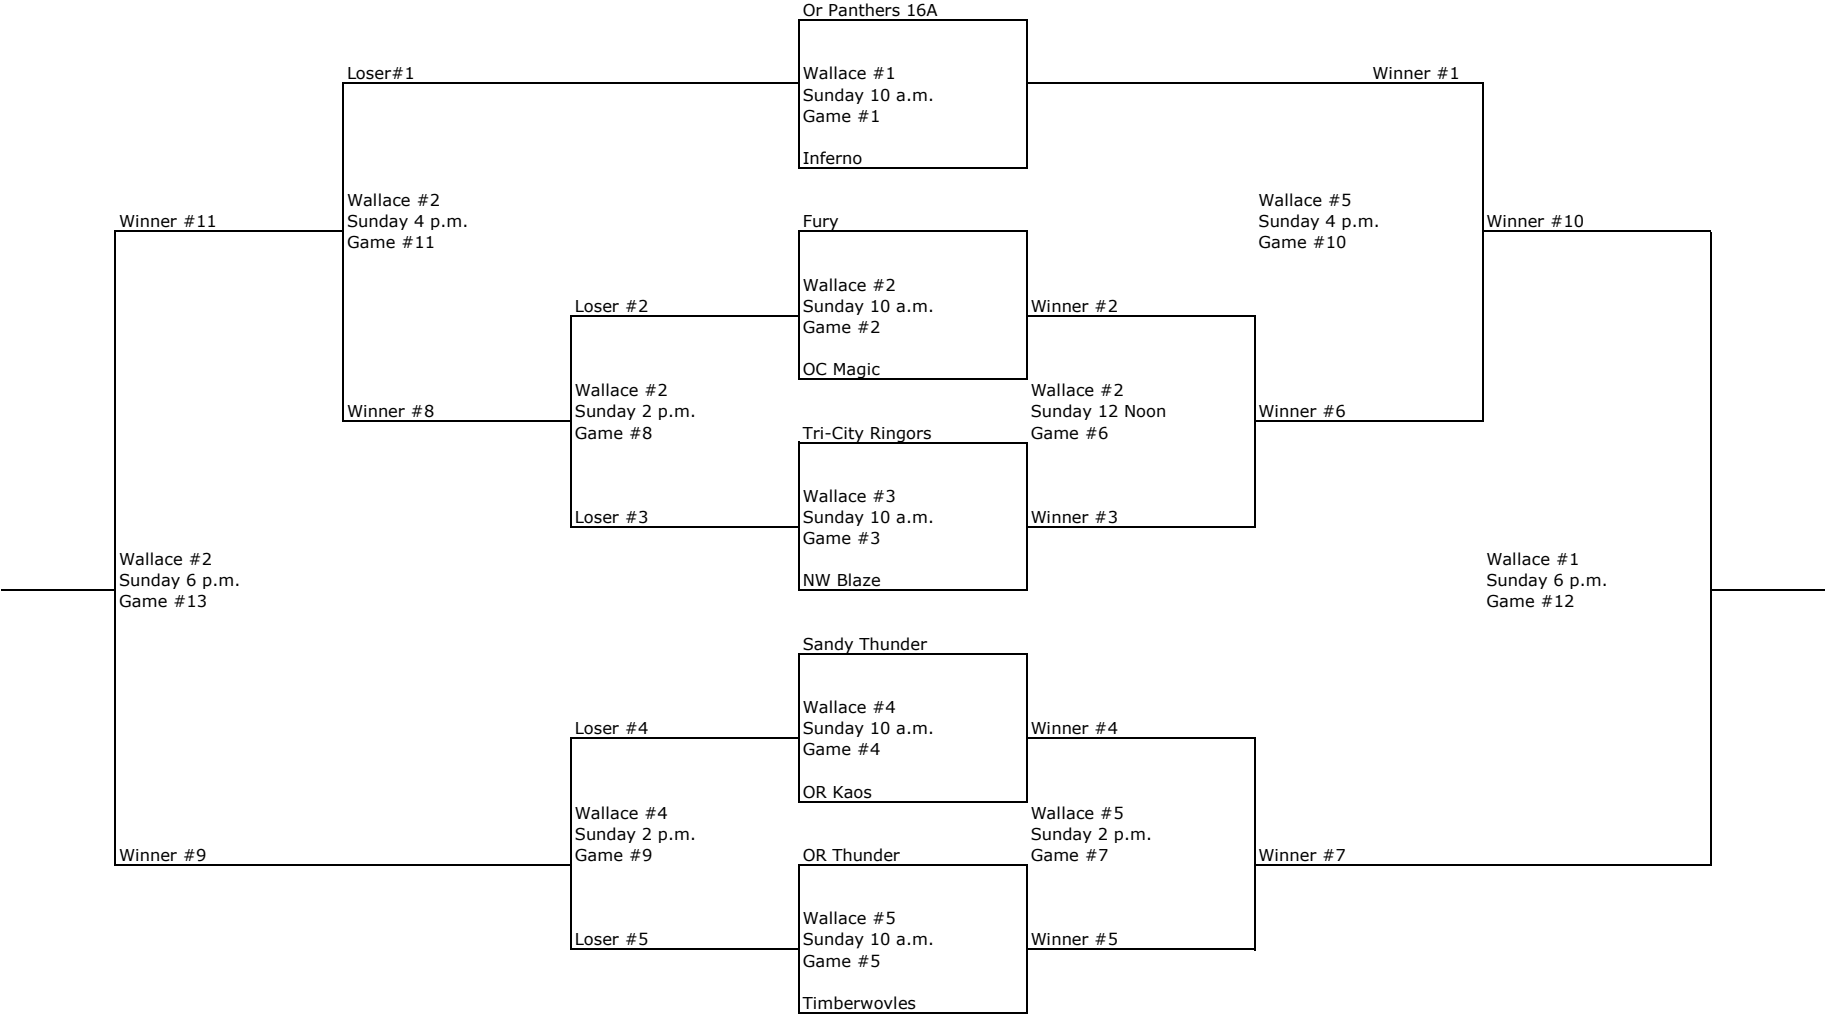 Or Panthers 16A
Loser#1
Wallace #1
Sunday 10 a.m.
Game #1
Winner #1
Inferno
Wallace #2
Sunday 4 p.m.
Game #11
Wallace #5
Sunday 4 p.m.
Game #10
Winner #11
Fury
Winner #10
Loser #2
Wallace #2
Sunday 10 a.m.
Game #2
Winner #2
OC Magic
Wallace #2
Sunday 2 p.m.
Game #8
Wallace #2
Sunday 12 Noon
Game #6
Winner #8
Winner #6
Tri-City Ringors
Loser #3
Wallace #3
Sunday 10 a.m.
Game #3
Winner #3
NW Blaze
Wallace #2
Sunday 6 p.m.
Game #13
Wallace #1
Sunday 6 p.m.
Game #12
Sandy Thunder
Loser #4
Wallace #4
Sunday 10 a.m.
Game #4
Winner #4
OR Kaos
Wallace #4
Sunday 2 p.m.
Game #9
Wallace #5
Sunday 2 p.m.
Game #7
Winner #9
OR Thunder
Winner #7
Loser #5
Wallace #5
Sunday 10 a.m.
Game #5
Winner #5
Timberwovles